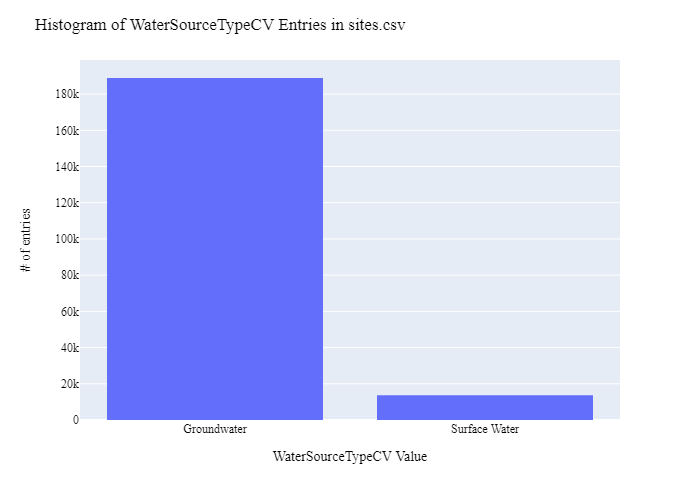 Histogram of WaterSourceTypeCV Entries in sites.csv
# of entries
180k
160k
140k
120k
100k
80k
60k
40k
20k
0
Groundwater
Surface Water
WaterSourceTypeCV Value